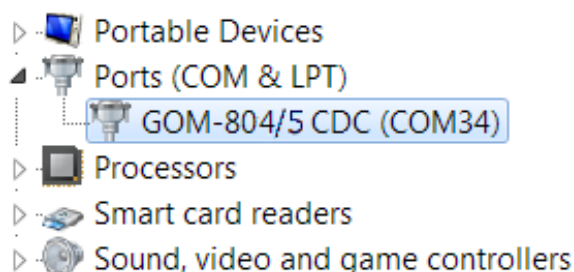 Portable Devices
Ports (COM & LPT)
GOM-804/5 CDC (COM34)
Processors
Smart card readers
Sound, video and game controllers